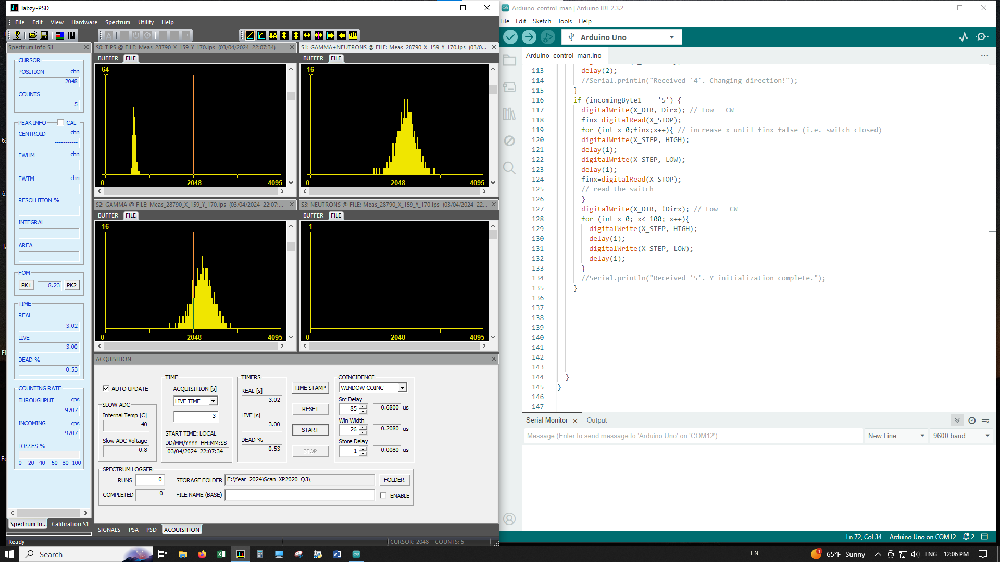 labzy-PSD
File Edit View Hardware Spectrum Utility Help
Spectrum Info S1
CURSOR
POSITION chn
2048
COUNTS
5
PEAK INFO CAL
CENTROID chn
-----------
FWHM chn
-----------
FWTM chn
-----------
RESOLUTION %
-----------
INTEGRAL
-----------
AREA
-----------
FOM
PK1 8.23 PK2
TIME
REAL
3.02
LIVE
3.00
DEAD %
0.53
COUNTING RATE
THROUGHPUT cps
9707
INCOMING cps
9707
LOSSES %
0 20 40 60 80 100
Spectrum In... Calibration S1
Ready
S0: TIPS @ FILE: Meas_28790_X_159_Y_170.lps (03/04/2024 22:07:34)
BUFFER FILE
64
0 2048 4095
S1: GAMMA+NEUTRONS @ FILE: Meas_28790_X_159_Y_170.lps (03/0...
BUFFER FILE
16
0 2048 4095
S2: GAMMA @ FILE: Meas_28790_X_159_Y_170.lps (03/04/2024 22:07:...
BUFFER FILE
16
0 2048 4095
S3: NEUTRONS @ FILE: Meas_28790_X_159_Y_170.lps (03/04/2024 22...
BUFFER FILE
1
0 2048 4095
ACQUISITION
AUTO UPDATE
SLOW ADC
Internal Temp [C]
40
Slow ADC Voltage
0.8
TIME
ACQUISITION [s]
LIVE TIME
3
START TIME: LOCAL
DD/MM/YYYY HH:MM:SS
03/04/2024 22:07:34
TIMERS
REAL [s]
3.02
LIVE [s]
3.00
DEAD %
0.53
TIME STAMP
RESET
START
STOP
COINCIDENCE
WINDOW COINC
Src Delay
85 0.6800 us
Win Width
26 0.2080 us
Store Delay
1 0.0080 us
SPECTRUM LOGGER
RUNS 0 STORAGE FOLDER E:\Year_2024\Scan_XP2020_Q3\ FOLDER
COMPLETED 0 FILE NAME (BASE) ENABLE
SIGNALS PSA PSD ACQUISITION
CURSOR: 2048 COUNTS: 5
Arduino_control_man | Arduino IDE 2.3.2
File Edit Sketch Tools Help
Arduino Uno
Arduino_control_man.ino
113 delay(2);
114 //Serial.println("Received '4'. Changing direction!");
115 }
116 if (incomingByte1 == '5') {
117 digitalWrite(X_DIR, Dirx); // Low = CW
118 finx=digitalRead(X_STOP);
119 for (int x=0;finx;x++){ // increase x until finx=false (i.e. switch closed)
120 digitalWrite(X_STEP, HIGH);
121 delay(1);
122 digitalWrite(X_STEP, LOW);
123 delay(1);
124 finx=digitalRead(X_STOP);
125 // read the switch
126 }
127 digitalWrite(X_DIR, !Dirx); // Low = CW
128 for (int x=0; x<=100; x++){
129 digitalWrite(X_STEP, HIGH);
130 delay(1);
131 digitalWrite(X_STEP, LOW);
132 delay(1);
133 }
134 //Serial.println("Received '5'. Y initialization complete.");
135 }
136
137
138
139
140
141
142
143
144 }
145 }
146
147
Serial Monitor Output
Message (Enter to send message to 'Arduino Uno' on 'COM12')
New Line 9600 baud
Ln 72, Col 34 Arduino Uno on COM12 2
Search
EN
1 65°F Sunny ENG 12:06 PM